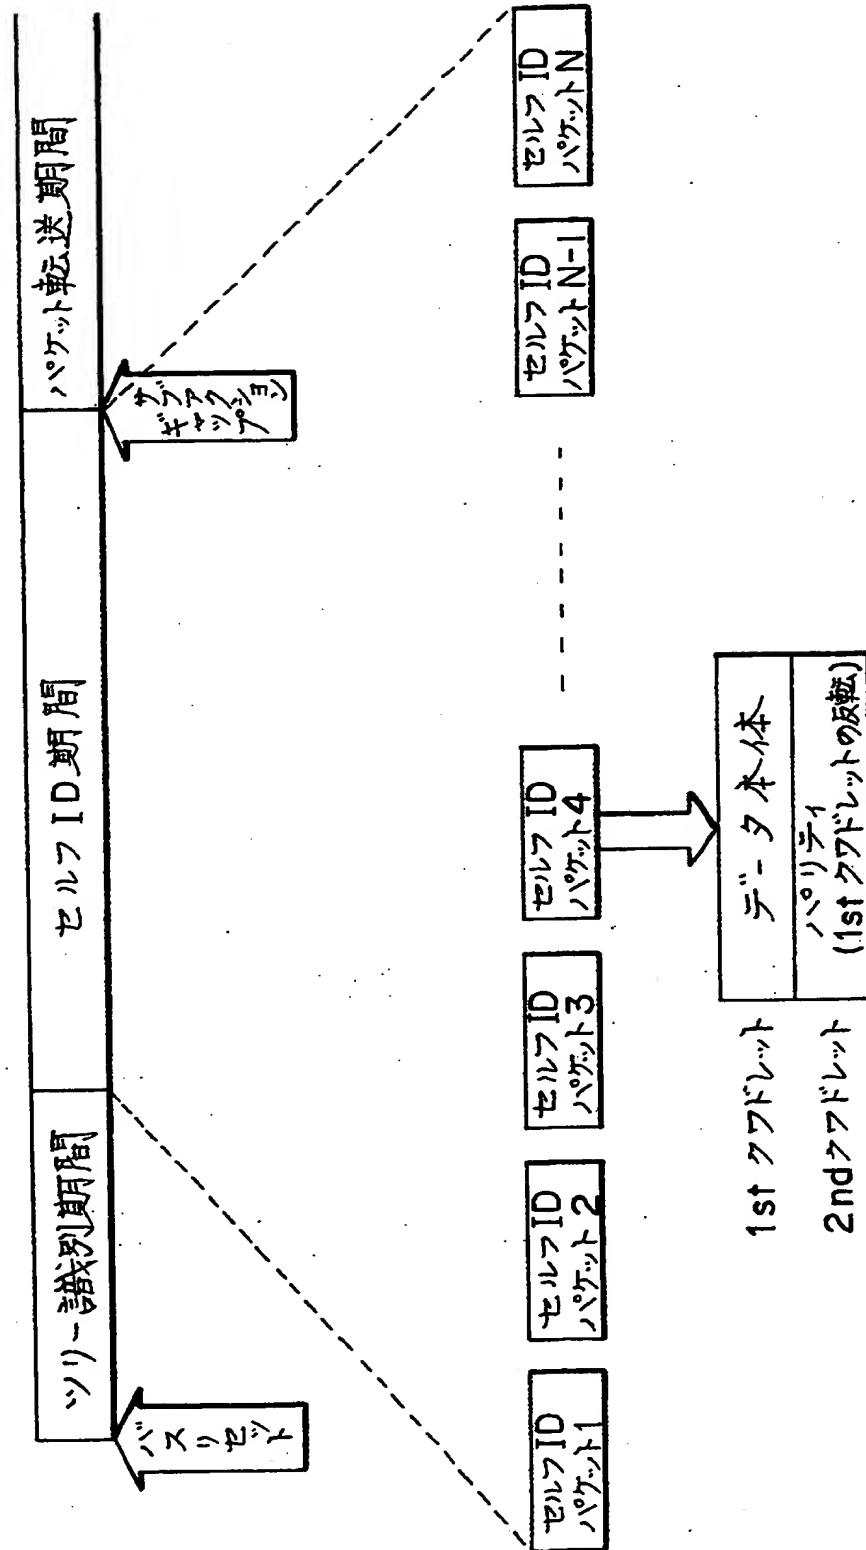 ツリー識別期間
セルフID期間
パケット転送期間
バスリセット
サブアクション
ギャップ
セルフID
パケット1
セルフID
パケット2
セルフID
パケット3
セルフID
パケット4
セルフID
パケットN-1
セルフID
パケットN
1st クワドレット
データ本体
2nd クワドレット
パリティ
(1st クワドレットの反転)